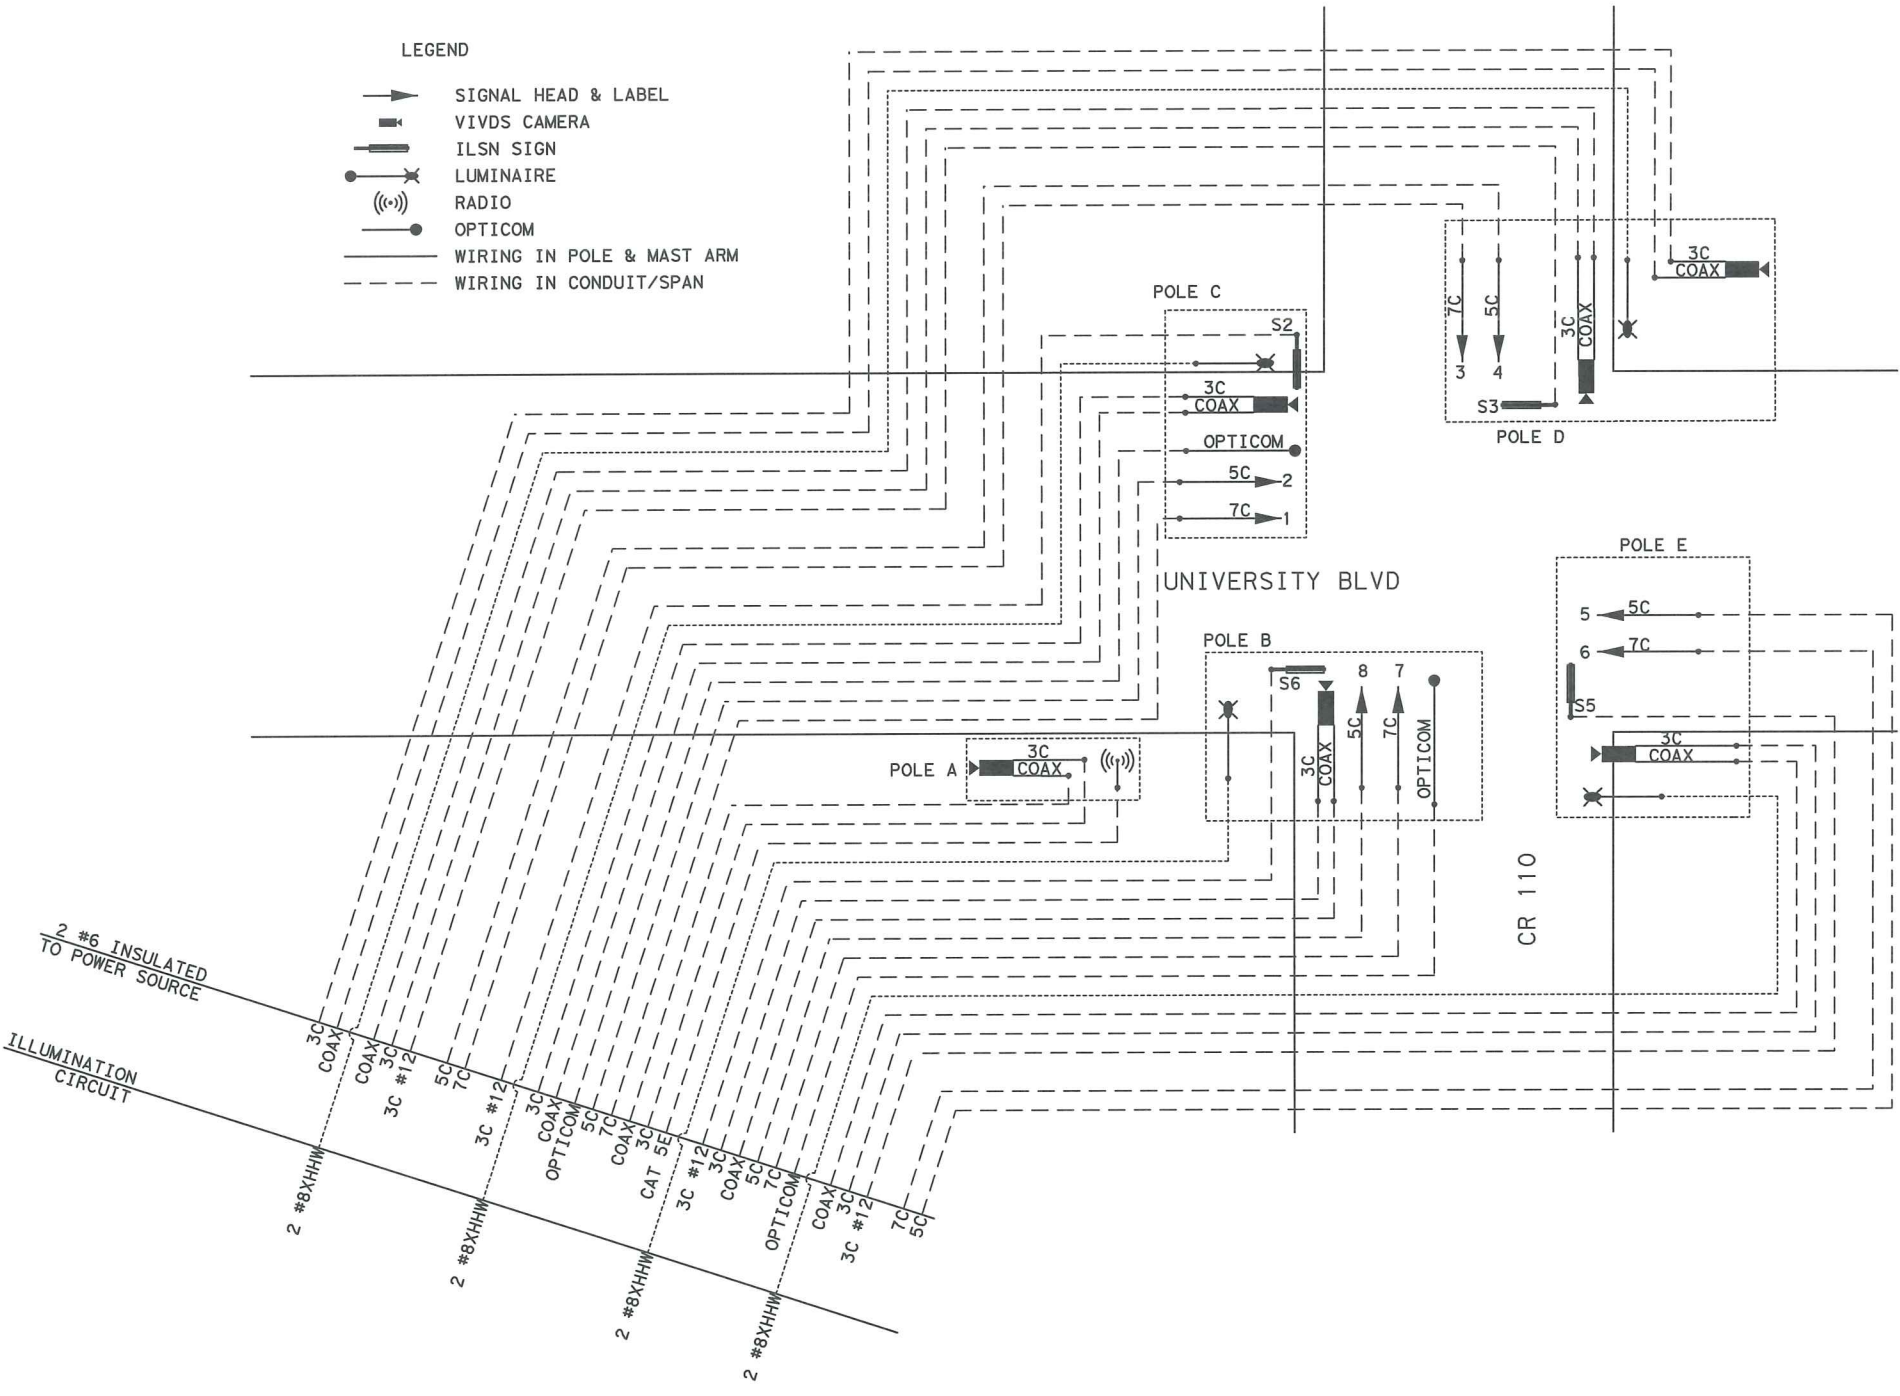 LEGEND
SIGNAL HEAD & LABEL
VIVDS CAMERA
ILSN SIGN
LUMINAIRE
RADIO
OPTICOM
WIRING IN POLE & MAST ARM
WIRING IN CONDUIT/SPAN
POLE C
S2
3C
COAX
OPTICOM
5C
2
7C
1
3C
COAX
7C
5C
3C
COAX
3
4
S3
POLE D
UNIVERSITY BLVD
POLE E
5
5C
6
7C
S5
3C
COAX
POLE B
S6
8
7
3C
COAX
5C
7C
OPTICOM
POLE A
3C
COAX
CR 110
2 #6 INSULATED
TO POWER SOURCE
ILLUMINATION
CIRCUIT
3C
COAX
COAX
3C
3C #12
5C
7C
3C #12
3C
COAX
OPTICOM
5C
7C
COAX
3C
CAT 5E
3C #12
3C
COAX
5C
7C
OPTICOM
COAX
3C
3C #12
7C
5C
2 #8XHHW
2 #8XHHW
2 #8XHHW
2 #8XHHW